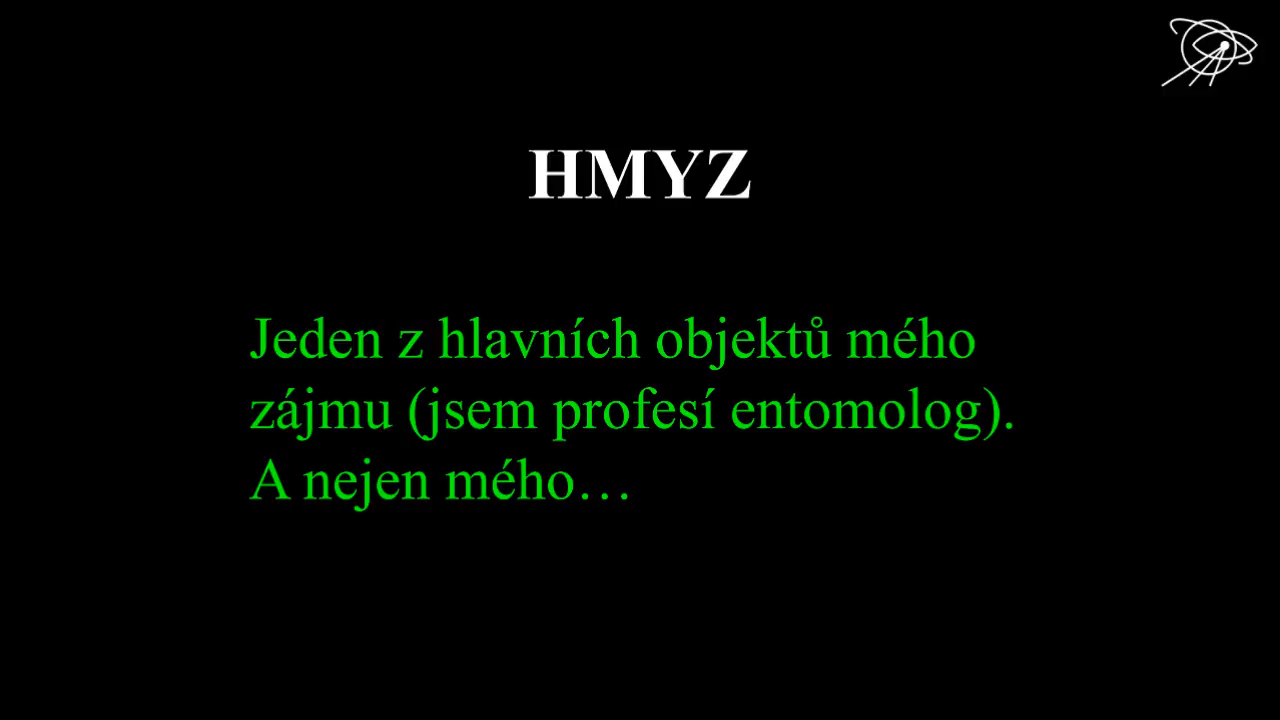 HMYZ
Jeden z hlavních objektů mého
zájmu (jsem profesí entomolog).
A nejen mého…